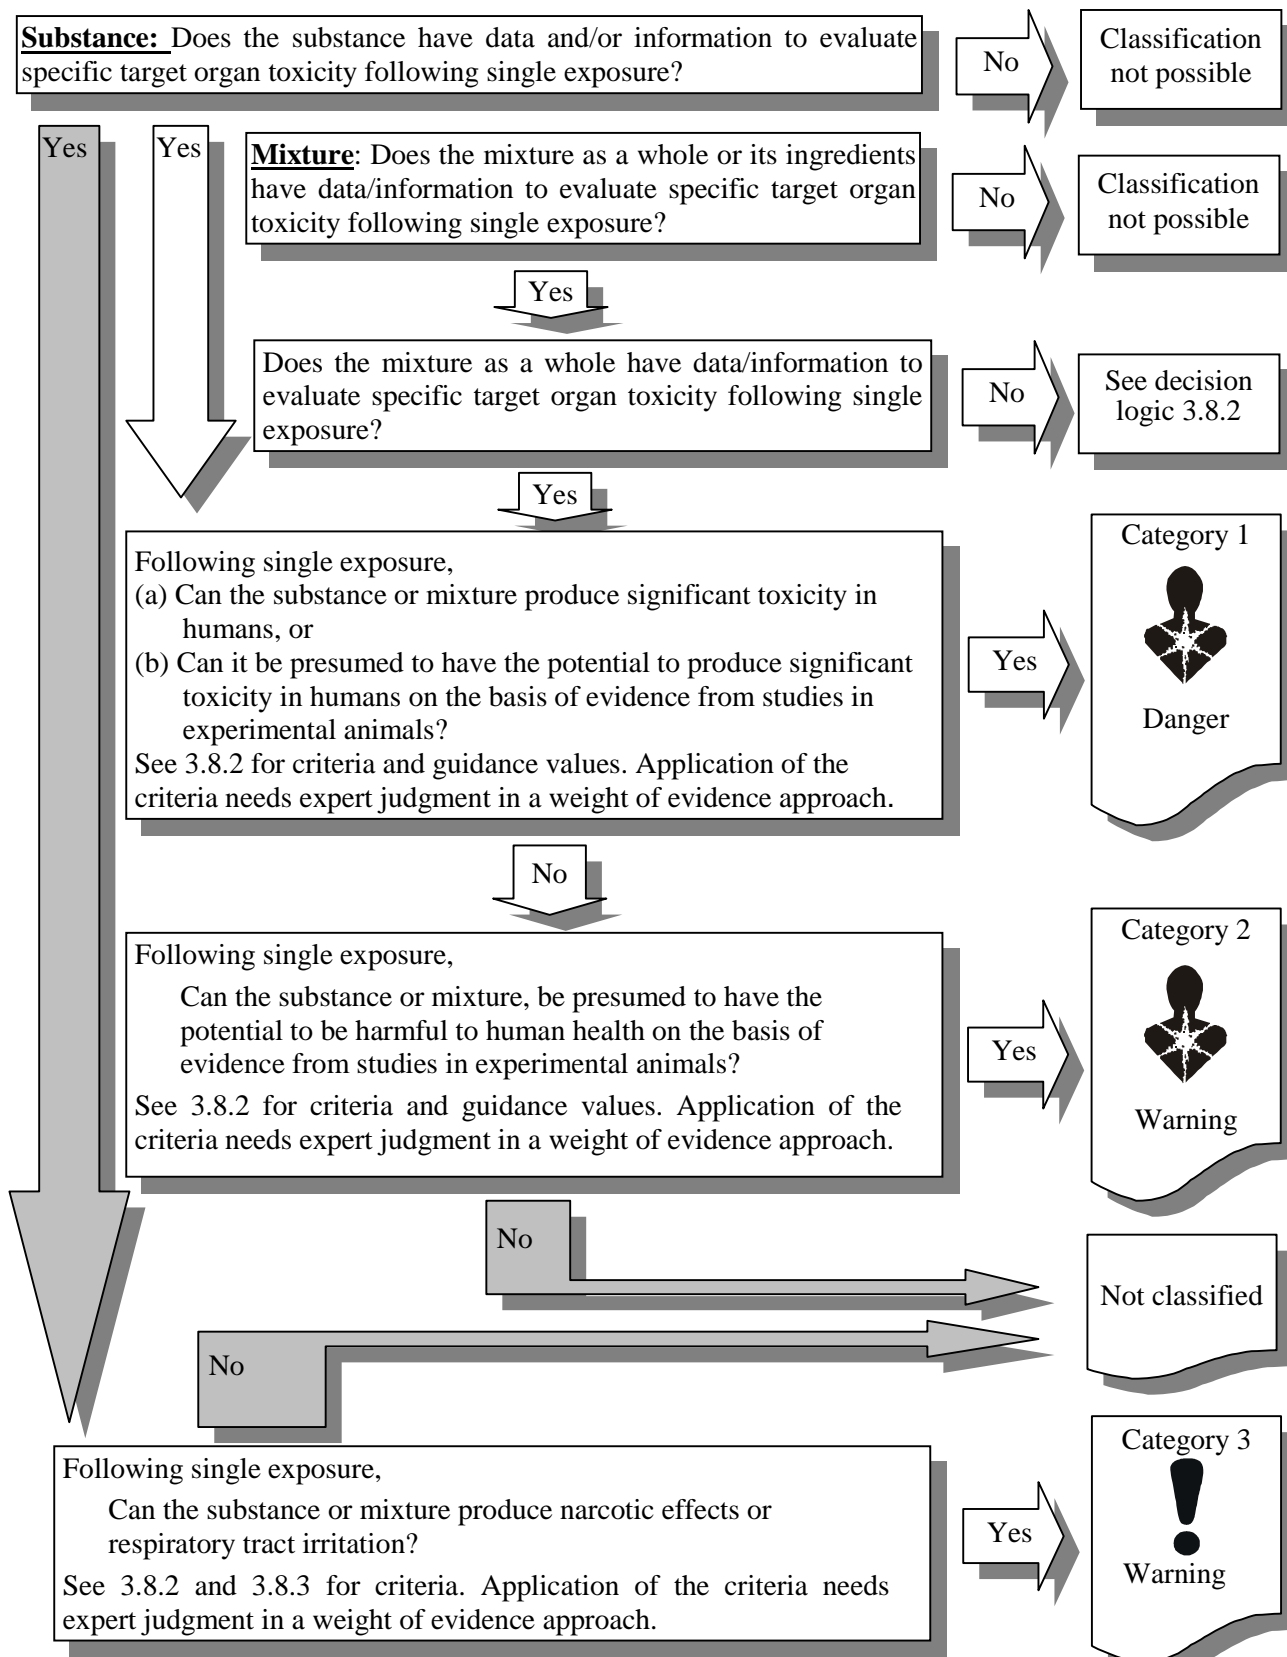 Substance: Does the substance have data and/or information to evaluate
specific target organ toxicity following single exposure?
No
Classification
not possible
Yes
Yes
Mixture: Does the mixture as a whole or its ingredients
have data/information to evaluate specific target organ
toxicity following single exposure?
No
Classification
not possible
Yes
Does the mixture as a whole have data/information to
evaluate specific target organ toxicity following single
exposure?
No
See decision
logic 3.8.2
Yes
Following single exposure,
(a) Can the substance or mixture produce significant toxicity in
humans, or
(b) Can it be presumed to have the potential to produce significant
toxicity in humans on the basis of evidence from studies in
experimental animals?
See 3.8.2 for criteria and guidance values. Application of the
criteria needs expert judgment in a weight of evidence approach.
Yes
Category 1
Danger
No
Following single exposure,
Can the substance or mixture, be presumed to have the
potential to be harmful to human health on the basis of
evidence from studies in experimental animals?
See 3.8.2 for criteria and guidance values. Application of the
criteria needs expert judgment in a weight of evidence approach.
Yes
Category 2
Warning
No
Not classified
No
Following single exposure,
Can the substance or mixture produce narcotic effects or
respiratory tract irritation?
See 3.8.2 and 3.8.3 for criteria. Application of the criteria needs
expert judgment in a weight of evidence approach.
Yes
Category 3
Warning